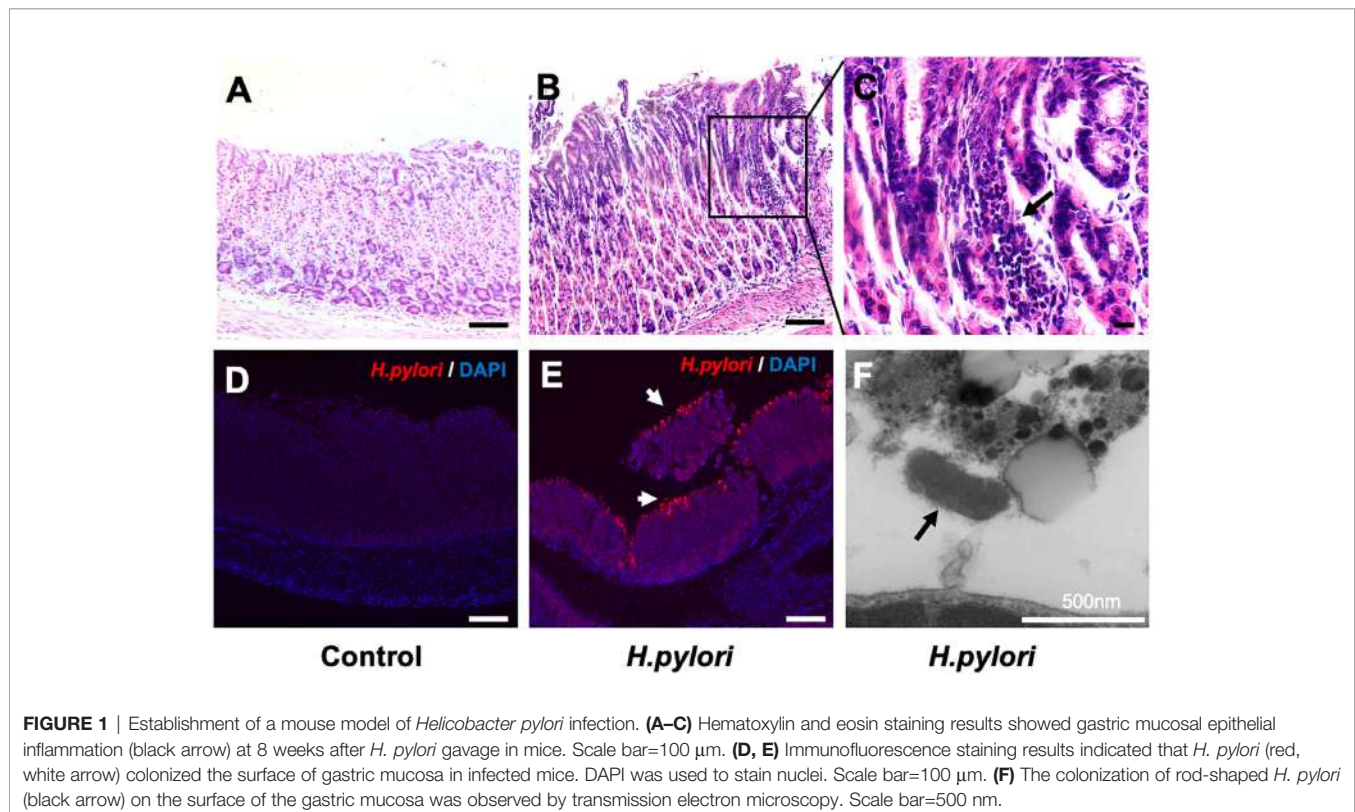 A
B
C
D
H.pylori / DAPI
E
H.pylori / DAPI
F
500nm
Control
H.pylori
H.pylori
FIGURE 1 | Establishment of a mouse model of Helicobacter pylori infection. (A–C) Hematoxylin and eosin staining results showed gastric mucosal epithelial
inflammation (black arrow) at 8 weeks after H. pylori gavage in mice. Scale bar=100 μm. (D, E) Immunofluorescence staining results indicated that H. pylori (red,
white arrow) colonized the surface of gastric mucosa in infected mice. DAPI was used to stain nuclei. Scale bar=100 μm. (F) The colonization of rod-shaped H. pylori
(black arrow) on the surface of the gastric mucosa was observed by transmission electron microscopy. Scale bar=500 nm.